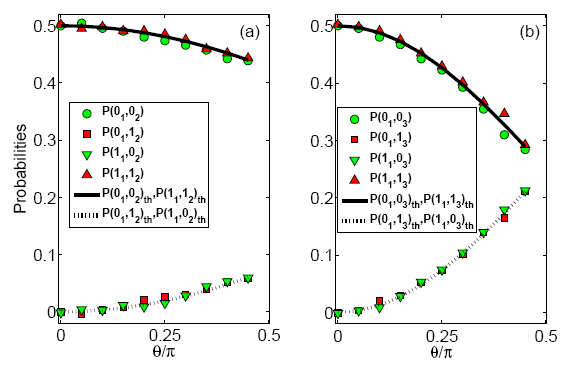 (a)
(b)
0.5
0.4
0.3
0.2
0.1
0
Probabilities
P(0₁,0₂)
P(0₁,1₂)
P(1₁,0₂)
P(1₁,1₂)
P(0₁,0₂)ₜₕ,P(1₁,1₂)ₜₕ
P(0₁,1₂)ₜₕ,P(1₁,0₂)ₜₕ
0
0.25
0.5
θ/π
0.5
0.4
0.3
0.2
0.1
0
P(0₁,0₃)
P(0₁,1₃)
P(1₁,0₃)
P(1₁,1₃)
P(0₁,0₃)ₜₕ,P(1₁,1₃)ₜₕ
P(0₁,1₃)ₜₕ,P(1₁,0₃)ₜₕ
0
0.25
0.5
θ/π